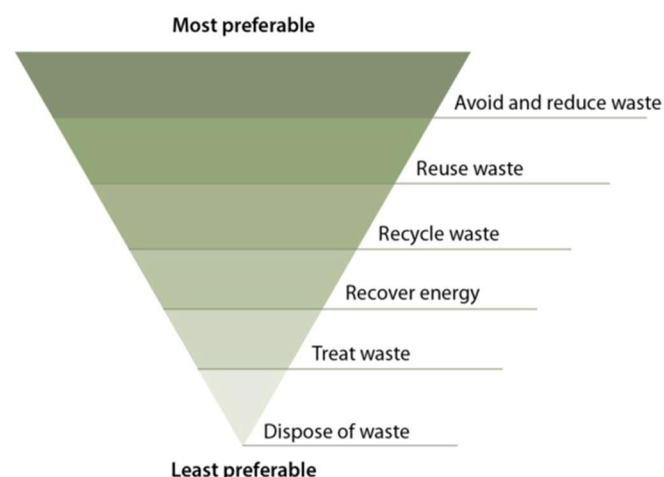 Most preferable
Avoid and reduce waste
Reuse waste
Recycle waste
Recover energy
Treat waste
Dispose of waste
Least preferable